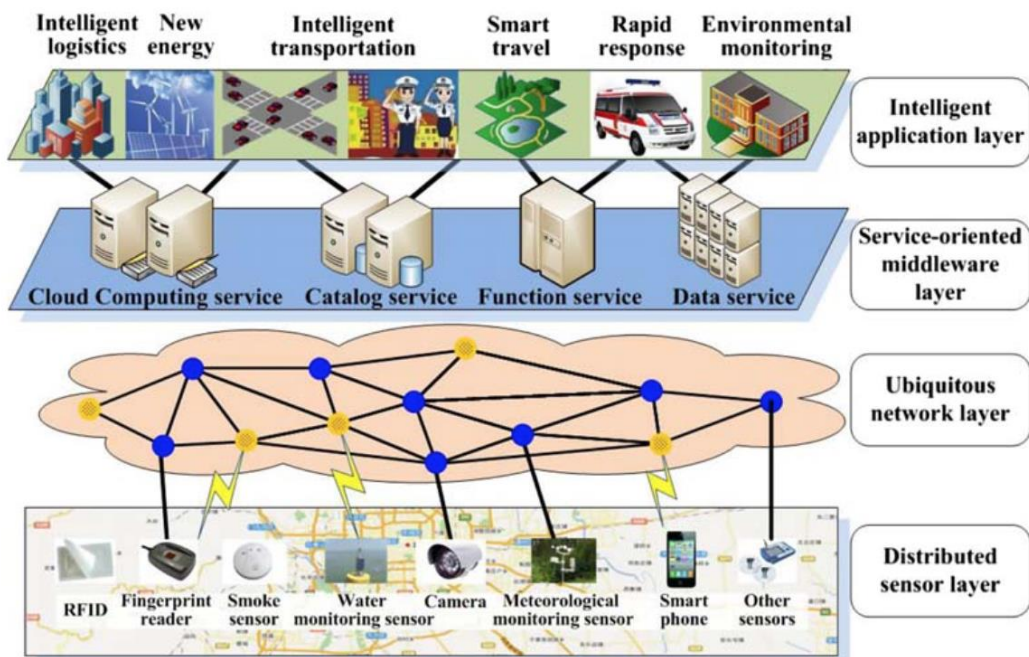 Intelligent
logistics
New
energy
Intelligent
transportation
Smart
travel
Rapid
response
Environmental
monitoring
Intelligent
application layer
Cloud Computing service
Catalog service
Function service
Data service
Service-oriented
middleware
layer
Ubiquitous
network layer
RFID
Fingerprint
reader
Smoke
sensor
Water
monitoring sensor
Camera
Meteorological
monitoring sensor
Smart
phone
Other
sensors
Distributed
sensor layer